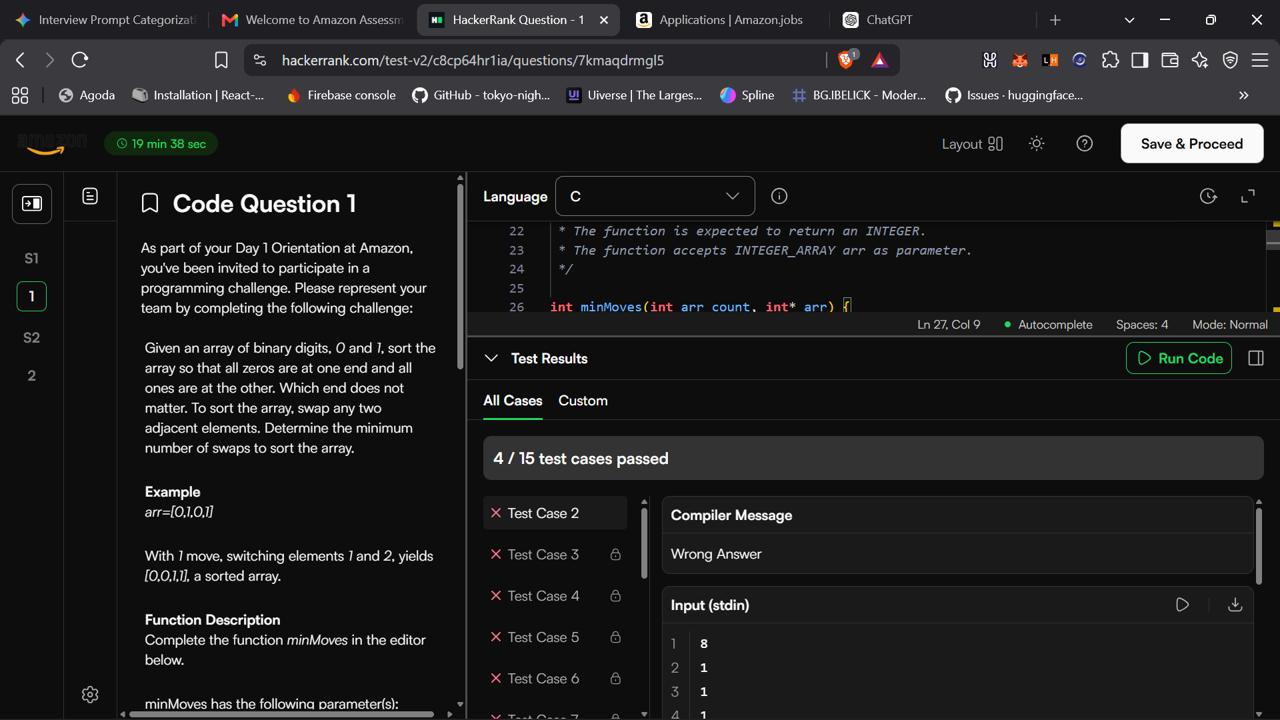 Interview Prompt Categorizati
Welcome to Amazon Assessm
HackerRank Question - 1
Applications | Amazon.jobs
ChatGPT
hackerrank.com/test-v2/c8cp64hr1ia/questions/7kmaqdrmgl5
1
Agoda
Installation | React-...
Firebase console
GitHub - tokyo-nigh...
Uiverse | The Larges...
Spline
BG.IBELICK - Moder...
Issues · huggingface...
amazon
19 min 38 sec
Layout
Save & Proceed
S1
1
S2
2
Code Question 1
As part of your Day 1 Orientation at Amazon,
you've been invited to participate in a
programming challenge. Please represent your
team by completing the following challenge:
Given an array of binary digits, 0 and 1, sort the
array so that all zeros are at one end and all
ones are at the other. Which end does not
matter. To sort the array, swap any two
adjacent elements. Determine the minimum
number of swaps to sort the array.
Example
arr=[0,1,0,1]
With 1 move, switching elements 1 and 2, yields
[0,0,1,1], a sorted array.
Function Description
Complete the function minMoves in the editor
below.
minMoves has the following parameter(s):
Language C
22 * The function is expected to return an INTEGER.
23 * The function accepts INTEGER_ARRAY arr as parameter.
24 */
25
26 int minMoves(int arr_count, int* arr) {
Ln 27, Col 9
Autocomplete
Spaces: 4
Mode: Normal
Test Results
Run Code
All Cases
Custom
4 / 15 test cases passed
Test Case 2
Test Case 3
Test Case 4
Test Case 5
Test Case 6
Test Case 7
Compiler Message
Wrong Answer
Input (stdin)
1 8
2 1
3 1
4 1